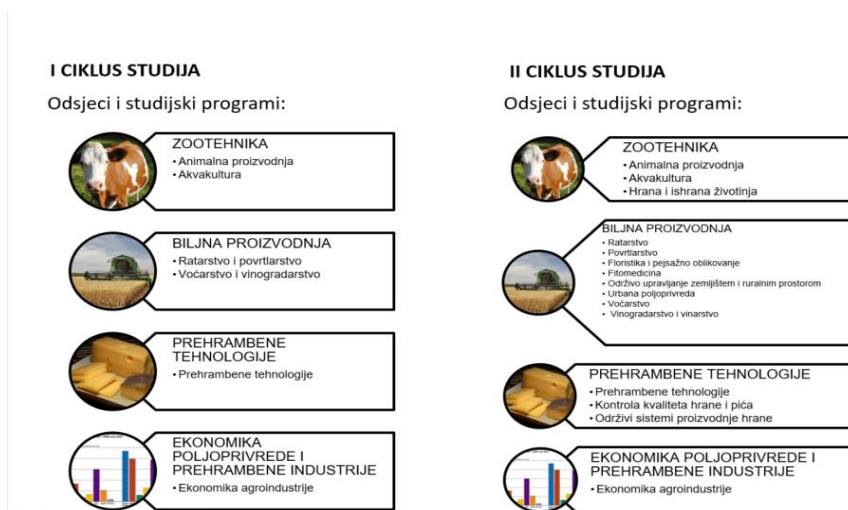 I CIKLUS STUDIJA
Odsjeci i studijski programi:
ZOOTEHNIKA
• Animalna proizvodnja
• Akvakultura
BILJNA PROIZVODNJA
• Ratarstvo i povrtlarstvo
• Voćarstvo i vinogradarstvo
PREHRAMBENE
TEHNOLOGIJE
• Prehrambene tehnologije
EKONOMIKA
POLJOPRIVREDE I
PREHRAMBENE INDUSTRIJE
• Ekonomika agroindustrije
II CIKLUS STUDIJA
Odsjeci i studijski programi:
ZOOTEHNIKA
• Animalna proizvodnja
• Akvakultura
• Hrana i ishrana životinja
BILJNA PROIZVODNJA
• Ratarstvo
• Povrtlarstvo
• Floristika i pejsažno oblikovanje
• Fitomedicina
• Održivo upravljanje zemljištem i ruralnim prostorom
• Urbana poljoprivreda
• Voćarstvo
• Vinogradarstvo i vinarstvo
PREHRAMBENE TEHNOLOGIJE
• Prehrambene tehnologije
• Kontrola kvaliteta hrane i pića
• Održivi sistemi proizvodnje hrane
EKONOMIKA POLJOPRIVREDE I
PREHRAMBENE INDUSTRIJE
• Ekonomika agroindustrije